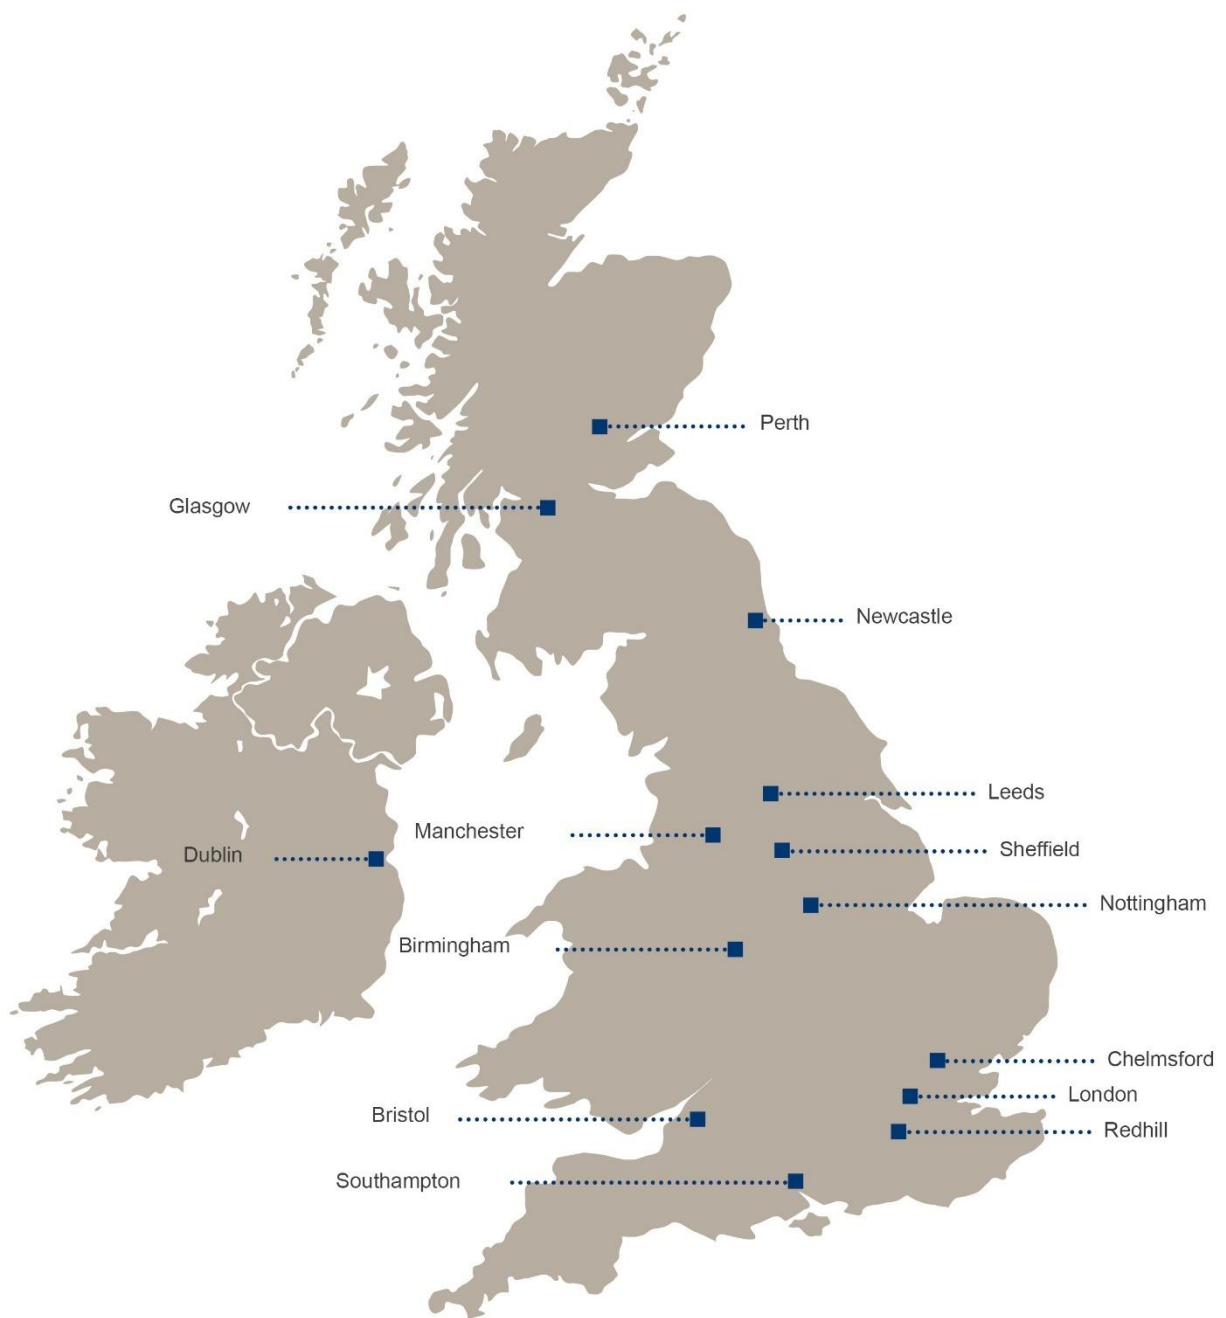 Perth
Glasgow
Newcastle
Leeds
Manchester
Sheffield
Dublin
Nottingham
Birmingham
Chelmsford
London
Bristol
Redhill
Southampton